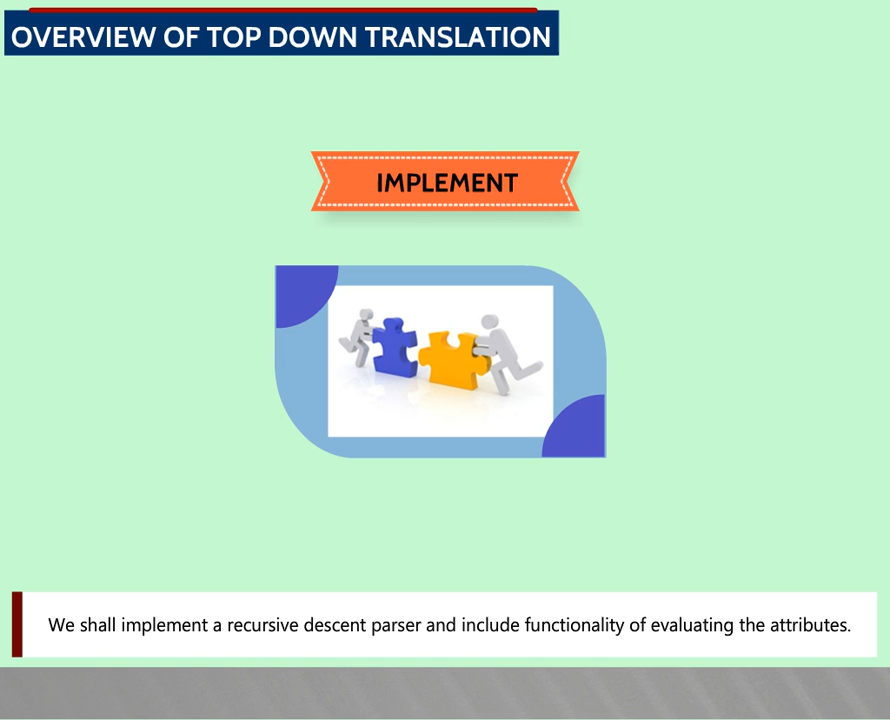 OVERVIEW OF TOP DOWN TRANSLATION
IMPLEMENT
We shall implement a recursive descent parser and include functionality of evaluating the attributes.